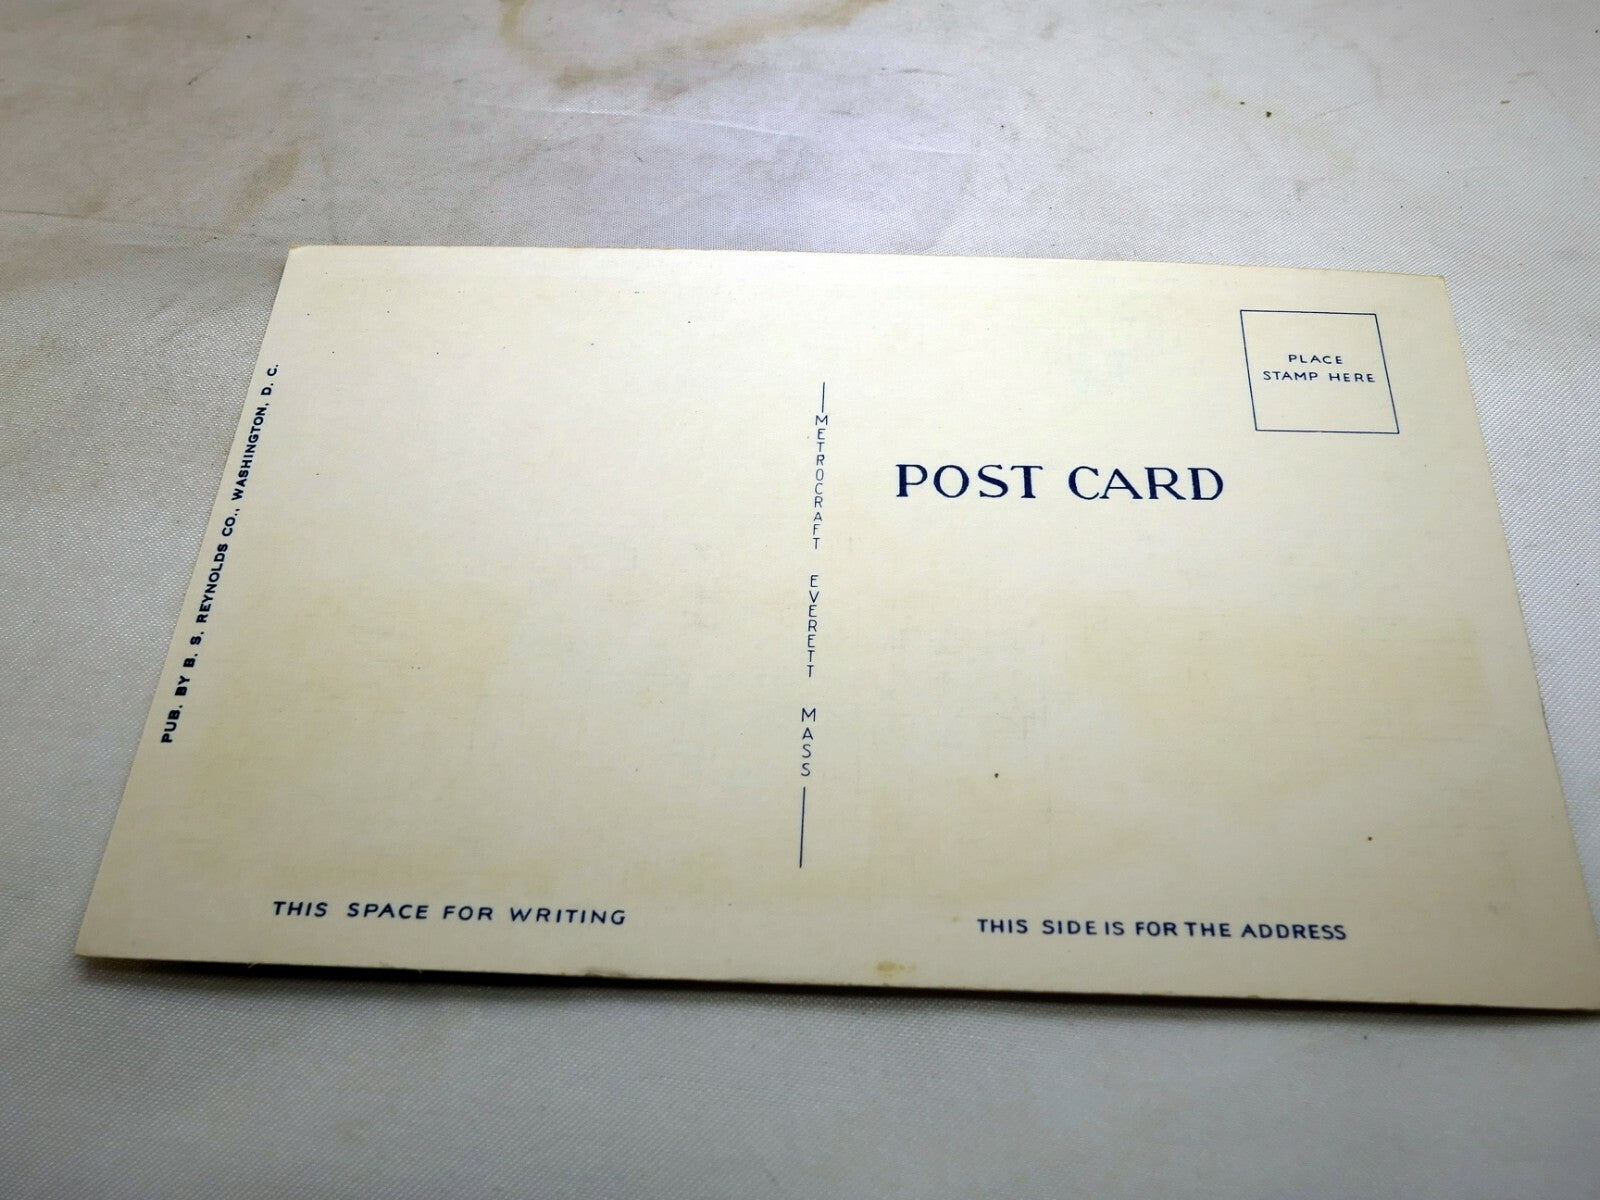 PUB. BY B. S. REYNOLDS CO., WASHINGTON, D. C.
THIS SPACE FOR WRITING
METROCRAFT EVERETT MASS
PLACE
STAMP HERE
POST CARD
THIS SIDE IS FOR THE ADDRESS